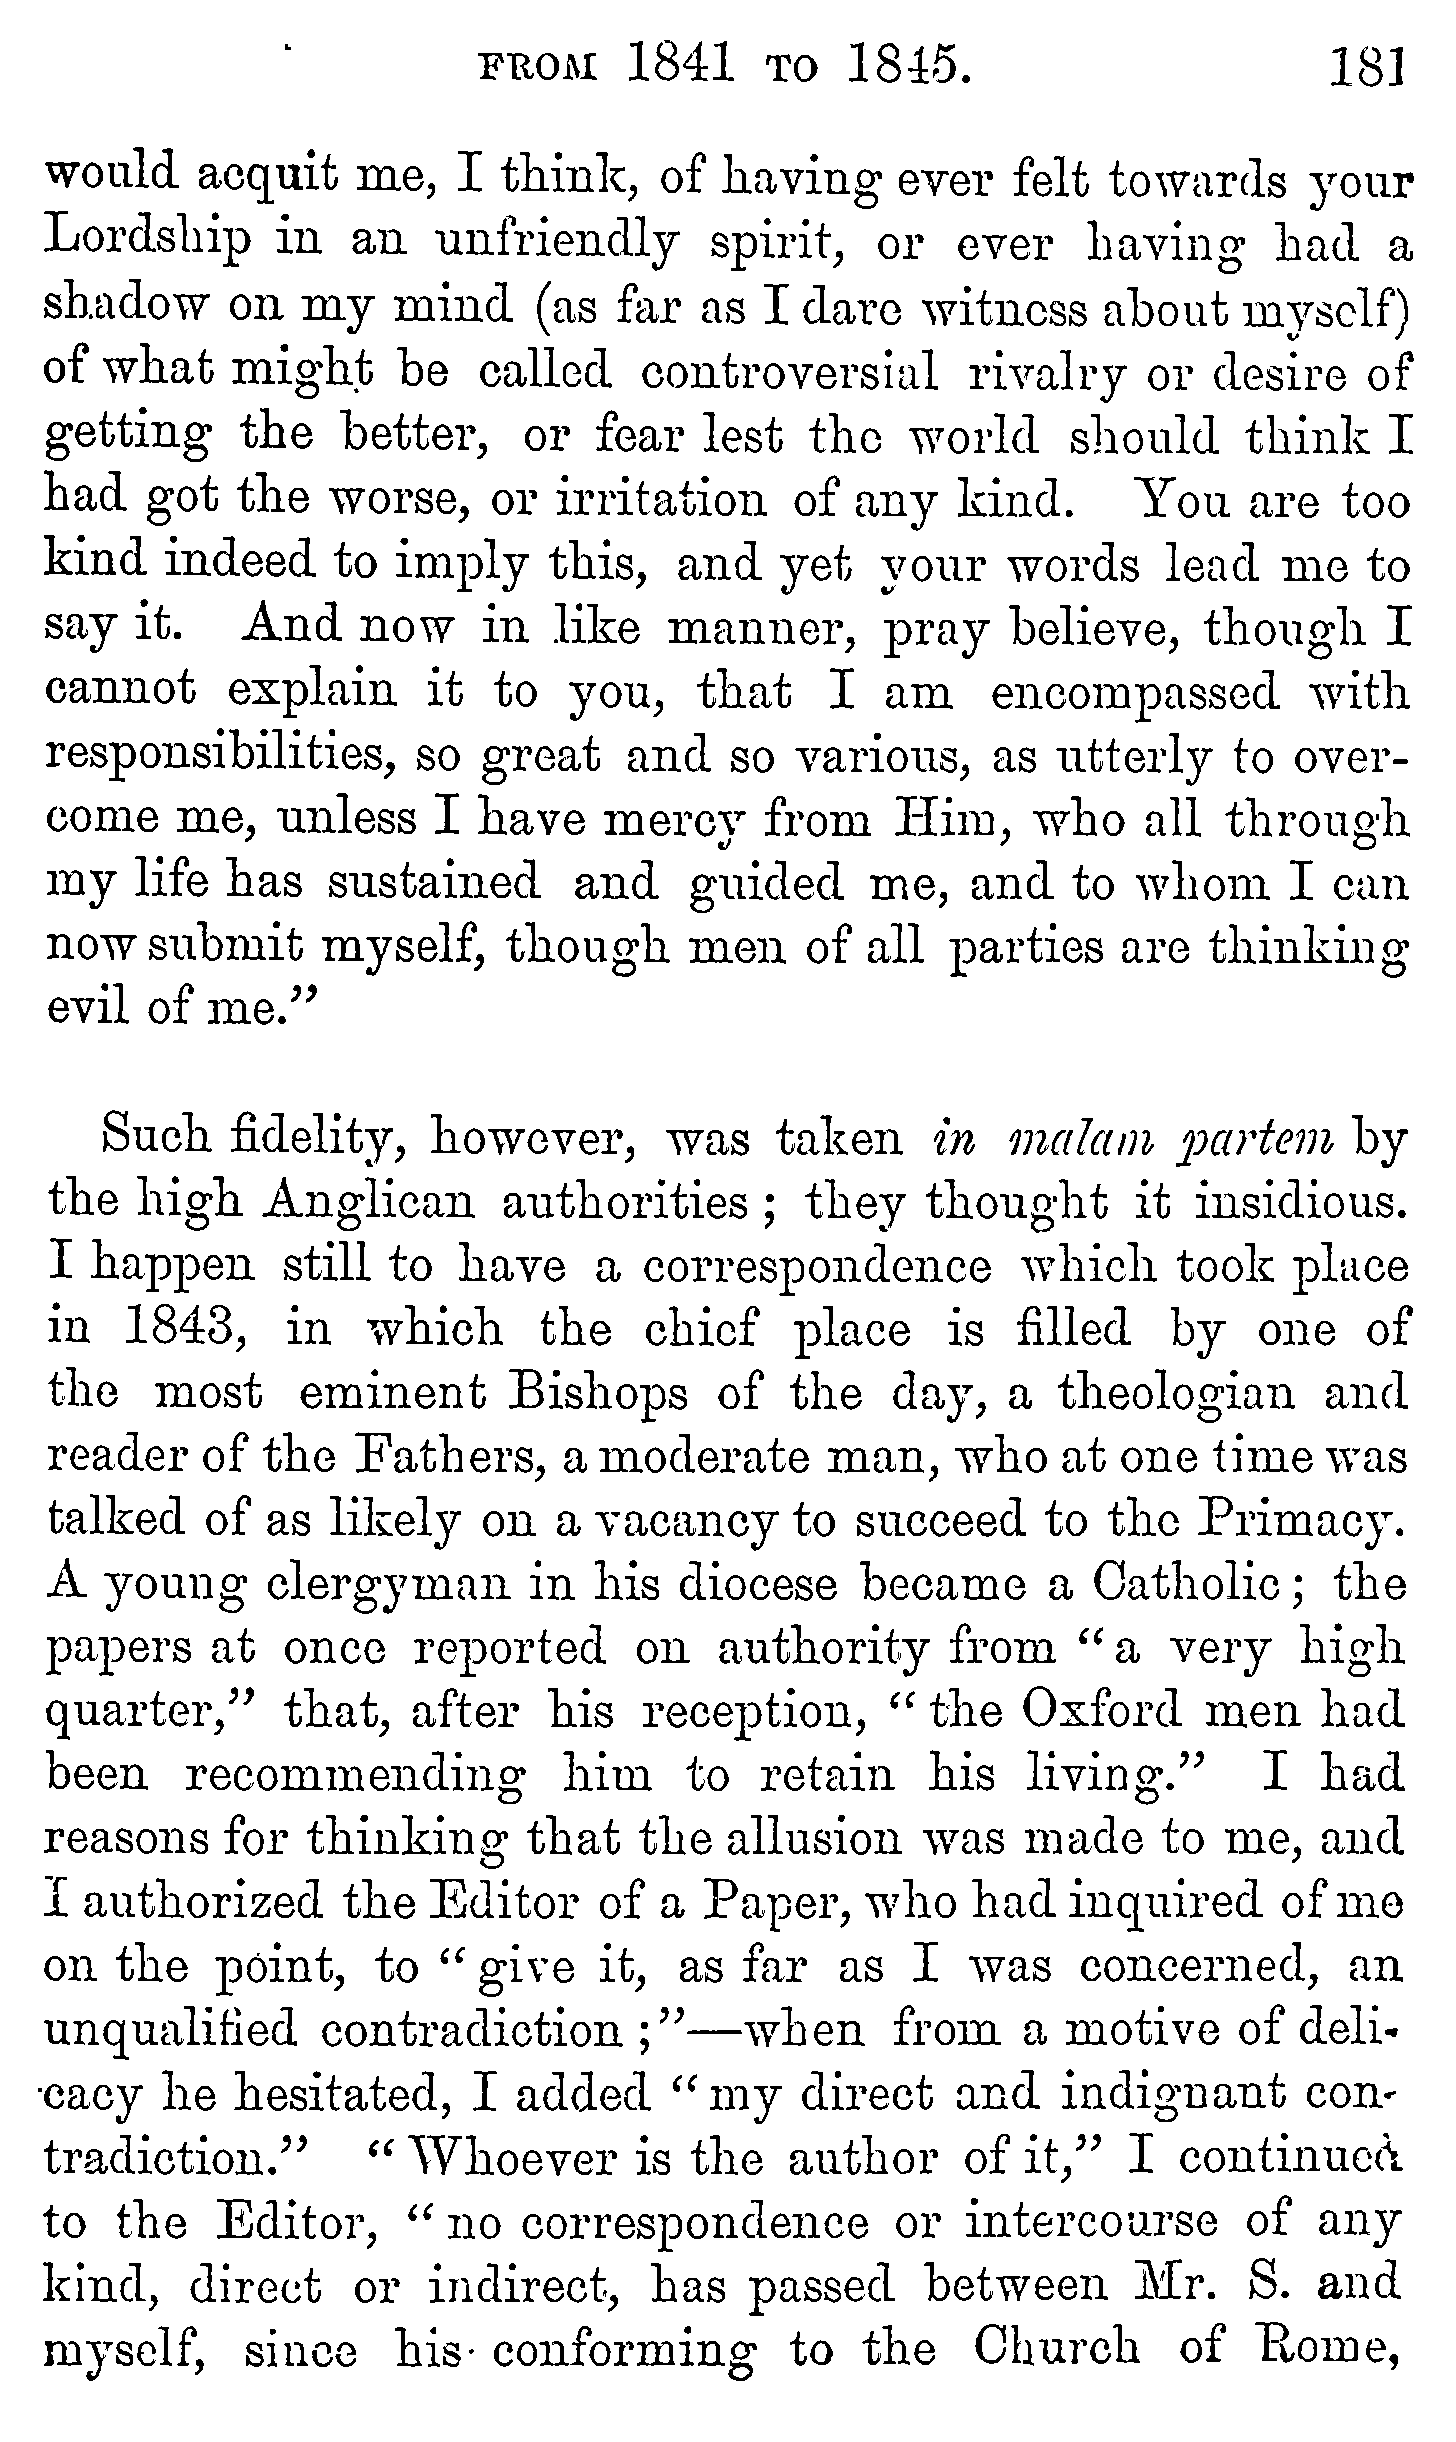 FROM 1841 TO 1845. 181
would acquit me, I think, of having ever felt towards your
Lordship in an unfriendly spirit, or ever having had a
shadow on my mind (as far as I dare witness about myself)
of what might be called controversial rivalry or desire of
getting the better, or fear lest the world should think I
had got the worse, or irritation of any kind. You are too
kind indeed to imply this, and yet your words lead me to
say it. And now in like manner, pray believe, though I
cannot explain it to you, that I am encompassed with
responsibilities, so great and so various, as utterly to over-
come me, unless I have mercy from Him, who all through
my life has sustained and guided me, and to whom I can
now submit myself, though men of all parties are thinking
evil of me.”
Such fidelity, however, was taken in malam partem by
the high Anglican authorities ; they thought it insidious.
I happen still to have a correspondence which took place
in 1843, in which the chief place is filled by one of
the most eminent Bishops of the day, a theologian and
reader of the Fathers, a moderate man, who at one time was
talked of as likely on a vacancy to succeed to the Primacy.
A young clergyman in his diocese became a Catholic ; the
papers at once reported on authority from “ a very high
quarter,” that, after his reception, “ the Oxford men had
been recommending him to retain his living.” I had
reasons for thinking that the allusion was made to me, and
I authorized the Editor of a Paper, who had inquired of me
on the point, to “ give it, as far as I was concerned, an
unqualified contradiction ;”—when from a motive of deli-
cacy he hesitated, I added “ my direct and indignant con-
tradiction.” “ Whoever is the author of it,” I continued
to the Editor, “ no correspondence or intercourse of any
kind, direct or indirect, has passed between Mr. S. and
myself, since his conforming to the Church of Rome,